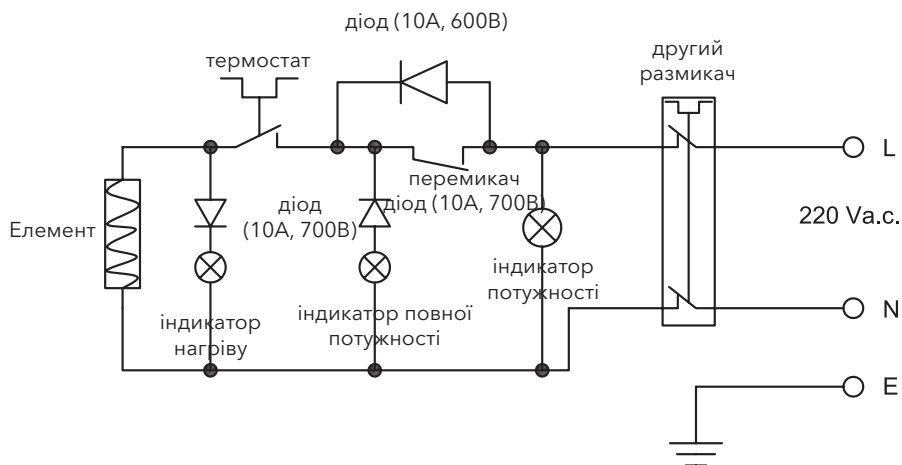 діод (10А, 600В)
термостат
другий
размикач
L
перемикач
діод
діод (10А, 700В)
(10А, 700В)
220 Va.c.
Елемент
індикатор
потужності
індикатор повної
потужності
індикатор
нагріву
N
E